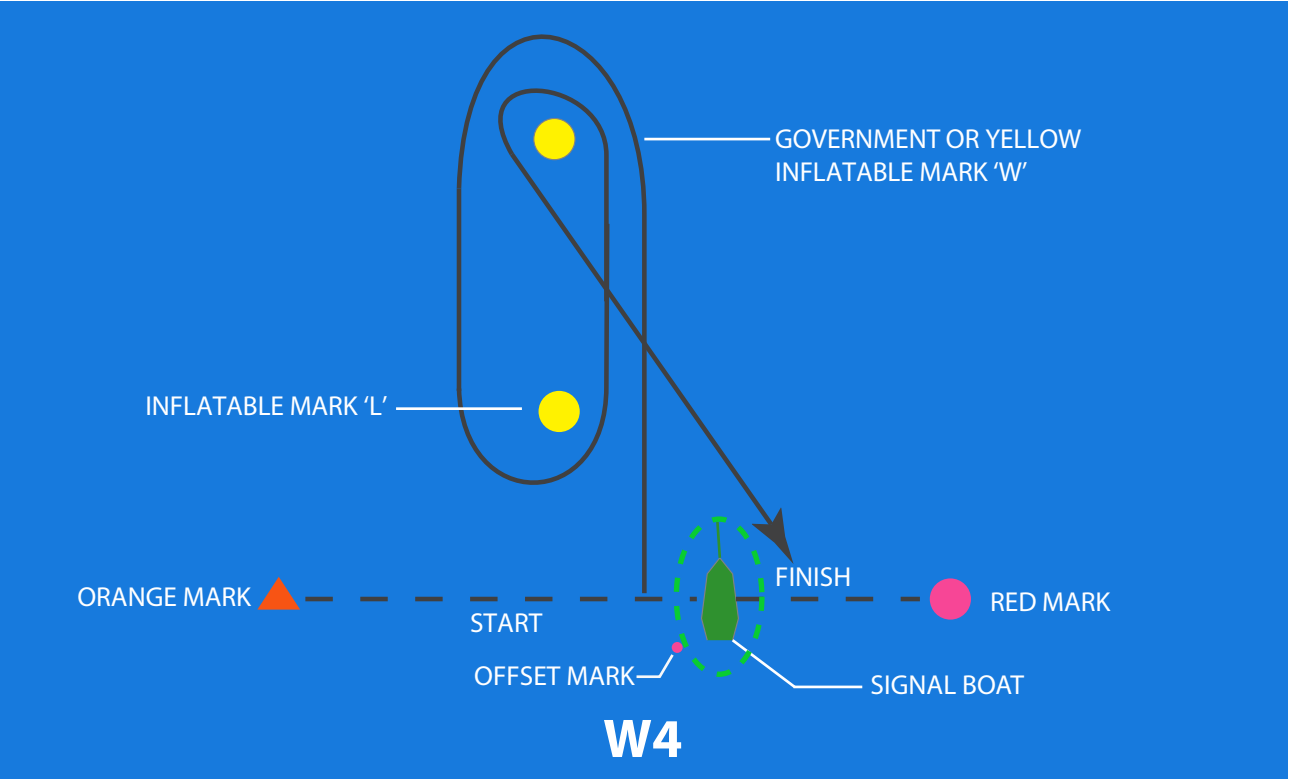 GOVERNMENT OR YELLOW
INFLATABLE MARK ‘W’
INFLATABLE MARK ‘L’
FINISH
ORANGE MARK
RED MARK
START
OFFSET MARK
SIGNAL BOAT
W4